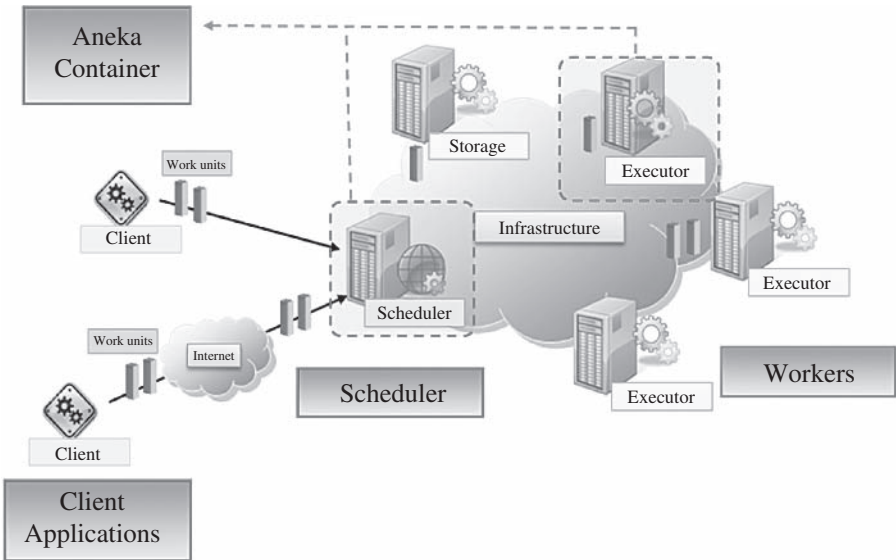 Aneka
Container
Storage
Executor
Work units
Client
Infrastructure
Executor
Scheduler
Work units
Internet
Executor
Scheduler
Workers
Client
Client
Applications